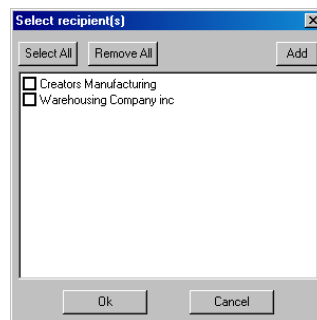 Select recipient(s)
Select All Remove All Add
Creators Manufacturing
Warehousing Company inc
Ok Cancel